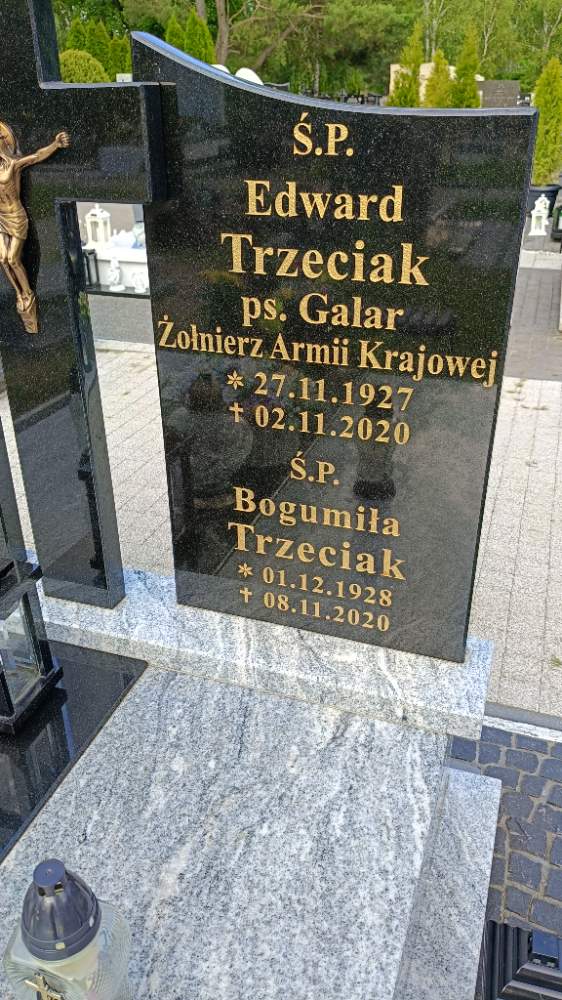 Ś.P.
Edward
Trzeciak
ps. Galar
Żołnierz Armii Krajowej
* 27.11.1927
✝ 02.11.2020
Ś.P.
Bogumiła
Trzeciak
* 01.12.1928
✝ 08.11.2020